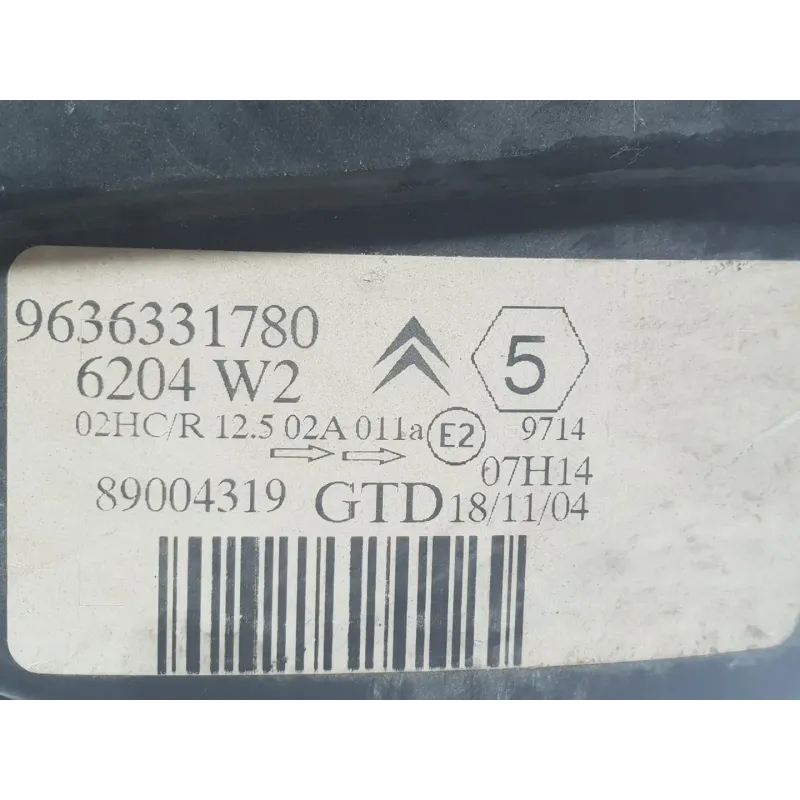 9636331780
6204 W2
5
02HC/R 12.5 02A 011a E2 9714
07H14
89004319 GTD 18/11/04